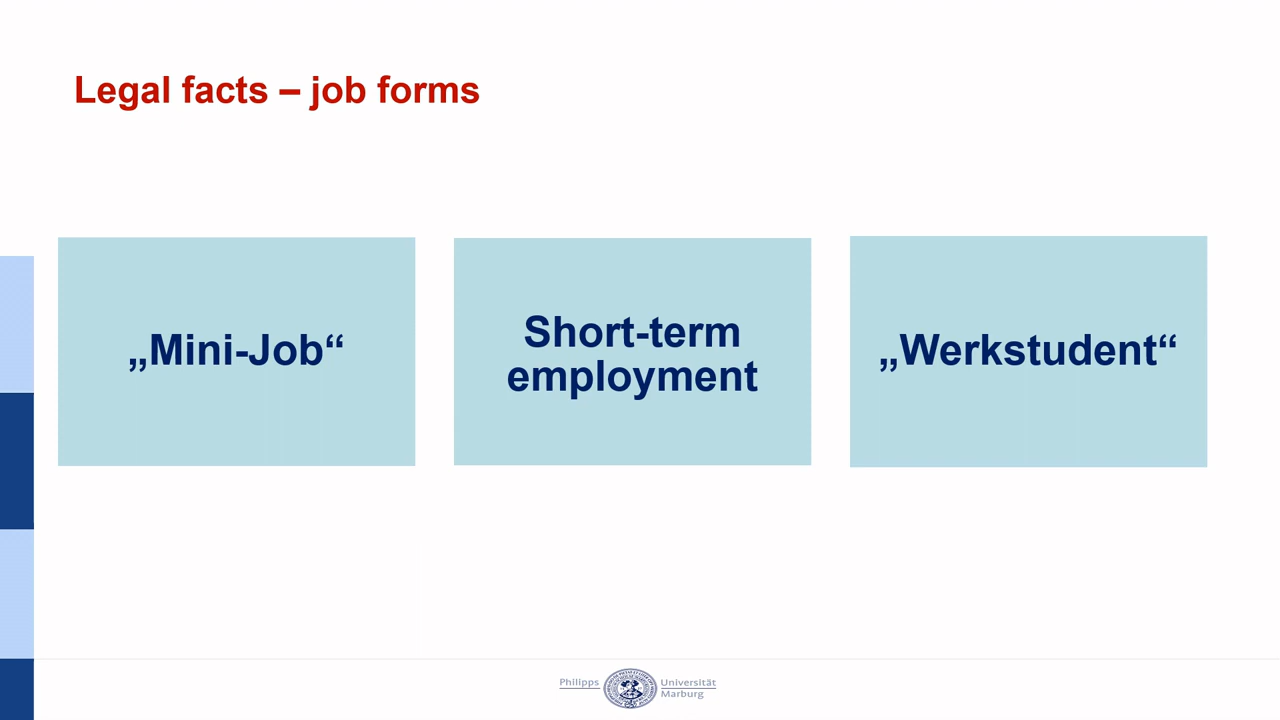 Legal facts – job forms
„Mini-Job“
Short-term
employment
„Werkstudent“
Philipps
Universität
Marburg